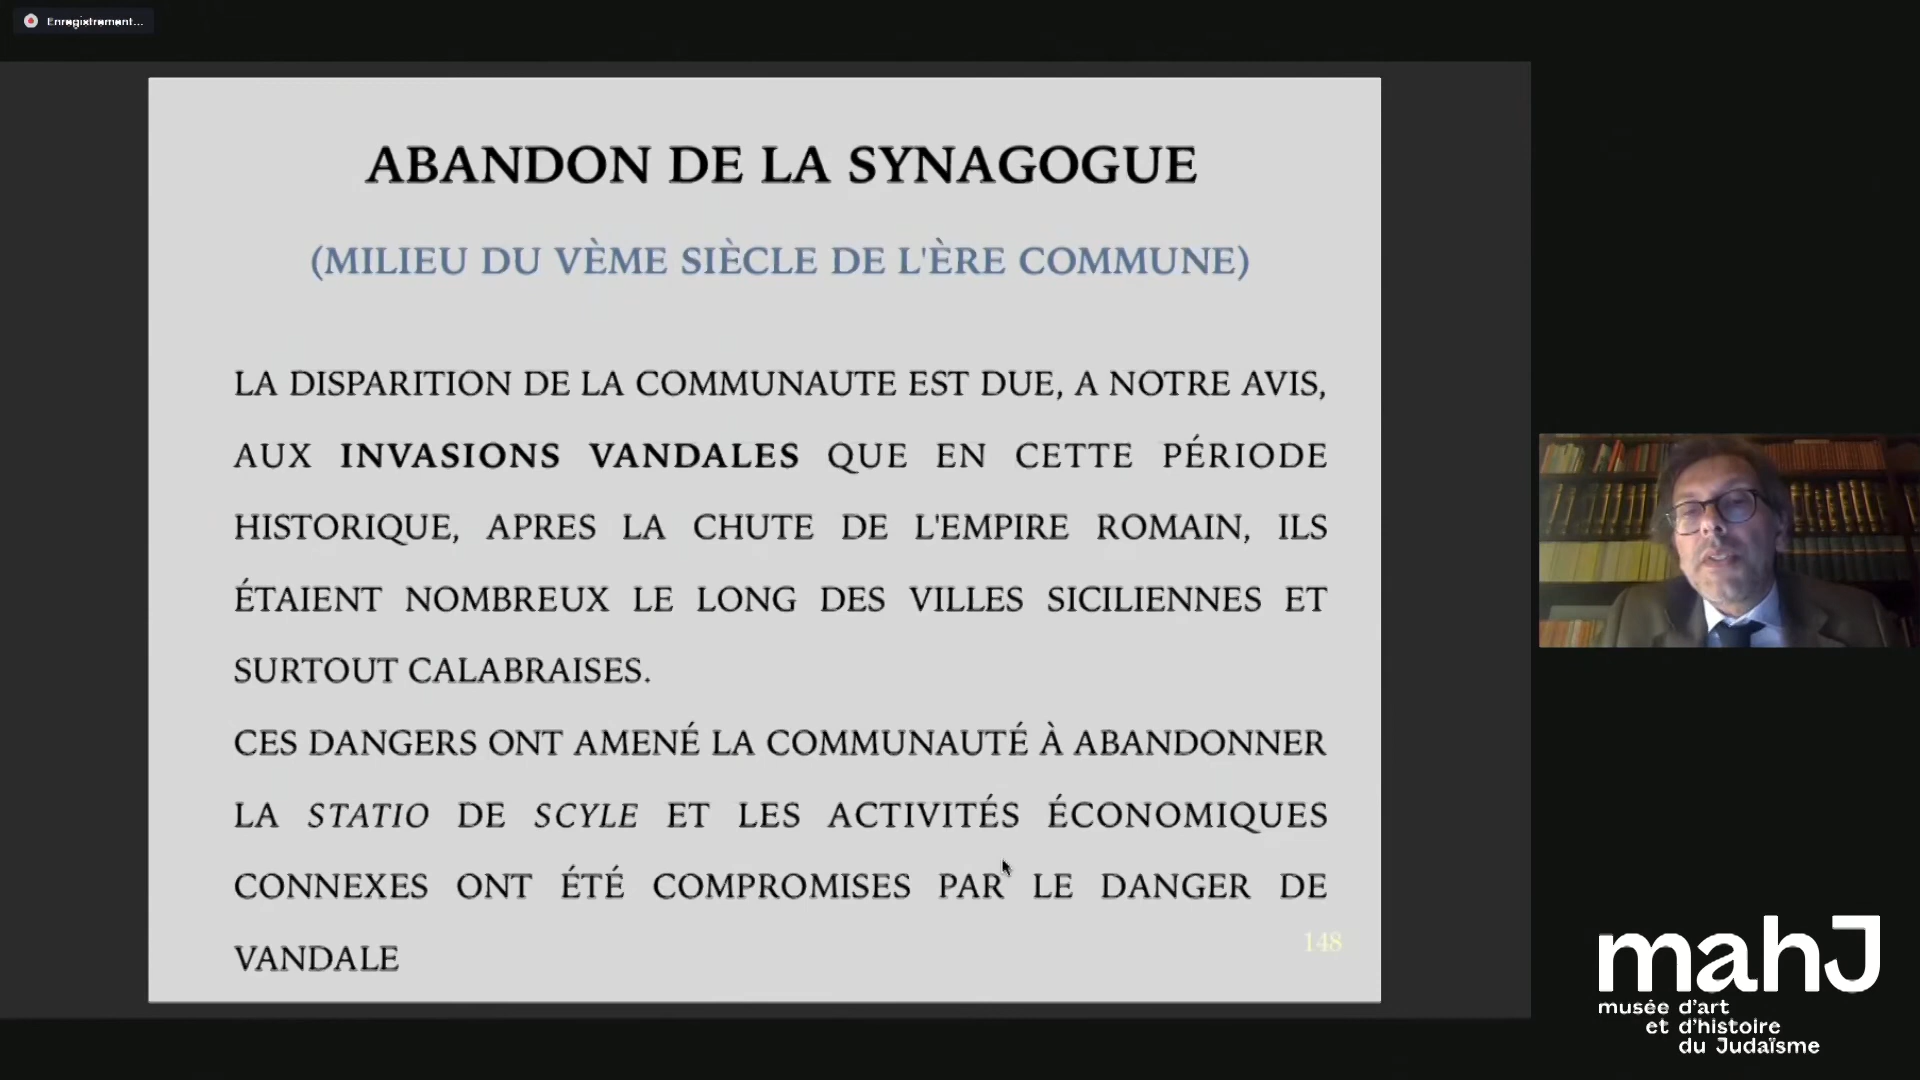 Enregistrement...
ABANDON DE LA SYNAGOGUE
(MILIEU DU VÈME SIÈCLE DE L'ÈRE COMMUNE)
LA DISPARITION DE LA COMMUNAUTE EST DUE, A NOTRE AVIS,
AUX INVASIONS VANDALES QUE EN CETTE PÉRIODE
HISTORIQUE, APRES LA CHUTE DE L'EMPIRE ROMAIN, ILS
ÉTAIENT NOMBREUX LE LONG DES VILLES SICILIENNES ET
SURTOUT CALABRAISES.
CES DANGERS ONT AMENÉ LA COMMUNAUTÉ À ABANDONNER
LA STATIO DE SCYLE ET LES ACTIVITÉS ÉCONOMIQUES
CONNEXES ONT ÉTÉ COMPROMISES PAR LE DANGER DE
VANDALE
148
mahJ
musée d'art
et d'histoire
du Judaïsme